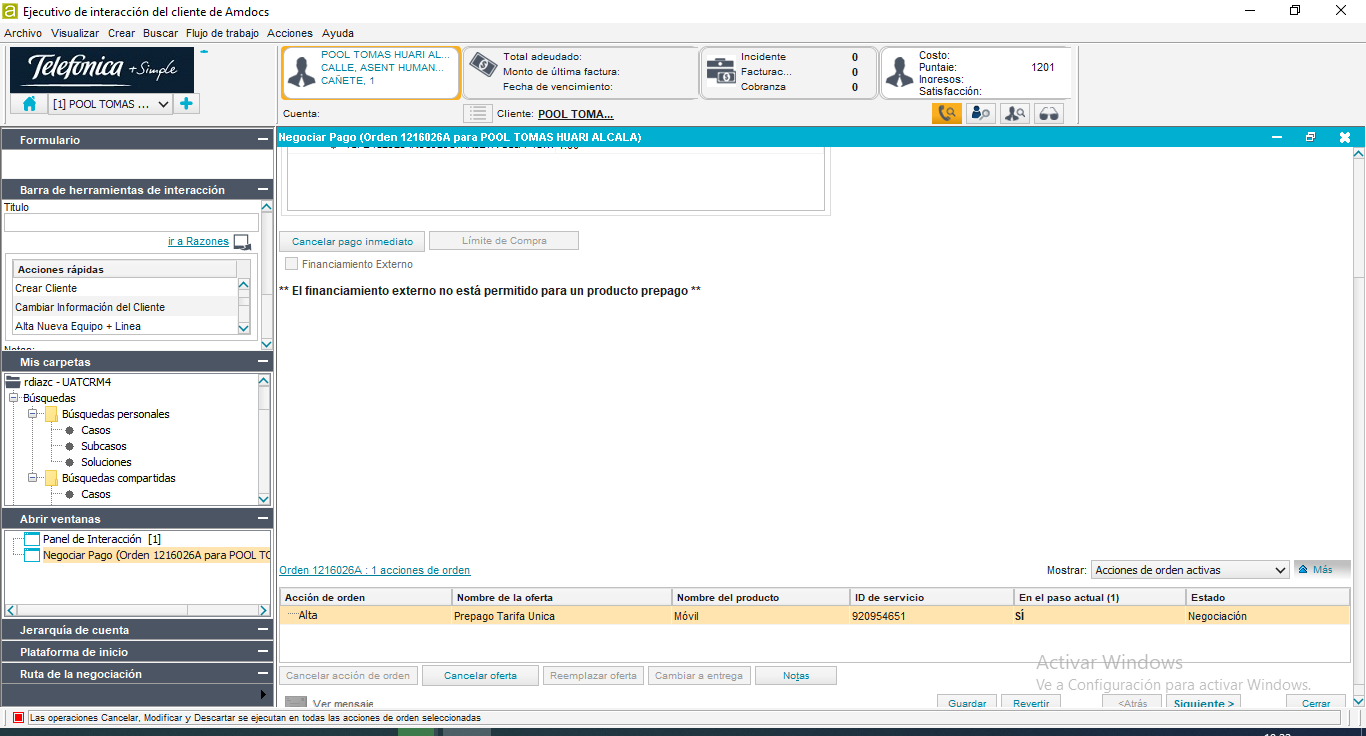 Ejecutivo de interacción del cliente de Amdocs
Archivo Visualizar Crear Buscar Flujo de trabajo Acciones Ayuda
Telefónica +Simple
[1] POOL TOMAS ...
POOL TOMAS HUARI AL...
CALLE, ASENT HUMAN...
CAÑETE, 1
Total adeudado:
Monto de última factura:
Fecha de vencimiento:
Incidente 0
Facturac... 0
Cobranza 0
Costo:
Puntaie: 1201
Ingresos:
Satisfacción:
Cuenta:
Cliente: POOL TOMA...
Formulario
Barra de herramientas de interacción
Título
ir a Razones
Acciones rápidas
Crear Cliente
Cambiar Información del Cliente
Alta Nueva Equipo + Linea
Notas:
Mis carpetas
rdiazc - UATCRM4
Búsquedas
Búsquedas personales
Casos
Subcasos
Soluciones
Búsquedas compartidas
Casos
Abrir ventanas
Panel de Interacción [1]
Negociar Pago (Orden 1216026A para POOL TO
Jerarquía de cuenta
Plataforma de inicio
Ruta de la negociación
Negociar Pago (Orden 1216026A para POOL TOMAS HUARI ALCALA)
Cancelar pago inmediato
Límite de Compra
Financiamiento Externo
** El financiamiento externo no está permitido para un producto prepago **
Orden 1216026A : 1 acciones de orden
Mostrar: Acciones de orden activas
Más
Acción de orden Nombre de la oferta Nombre del producto ID de servicio En el paso actual (1) Estado
Alta Prepago Tarifa Unica Móvil 920954651 SÍ Negociación
Cancelar acción de orden Cancelar oferta Reemplazar oferta Cambiar a entrega Notas
Activar Windows
Ve a Configuración para activar Windows.
Ver mensaje
Guardar Revertir <Atrás Siguiente > Cerrar
Las operaciones Cancelar, Modificar y Descartar se ejecutan en todas las acciones de orden seleccionadas